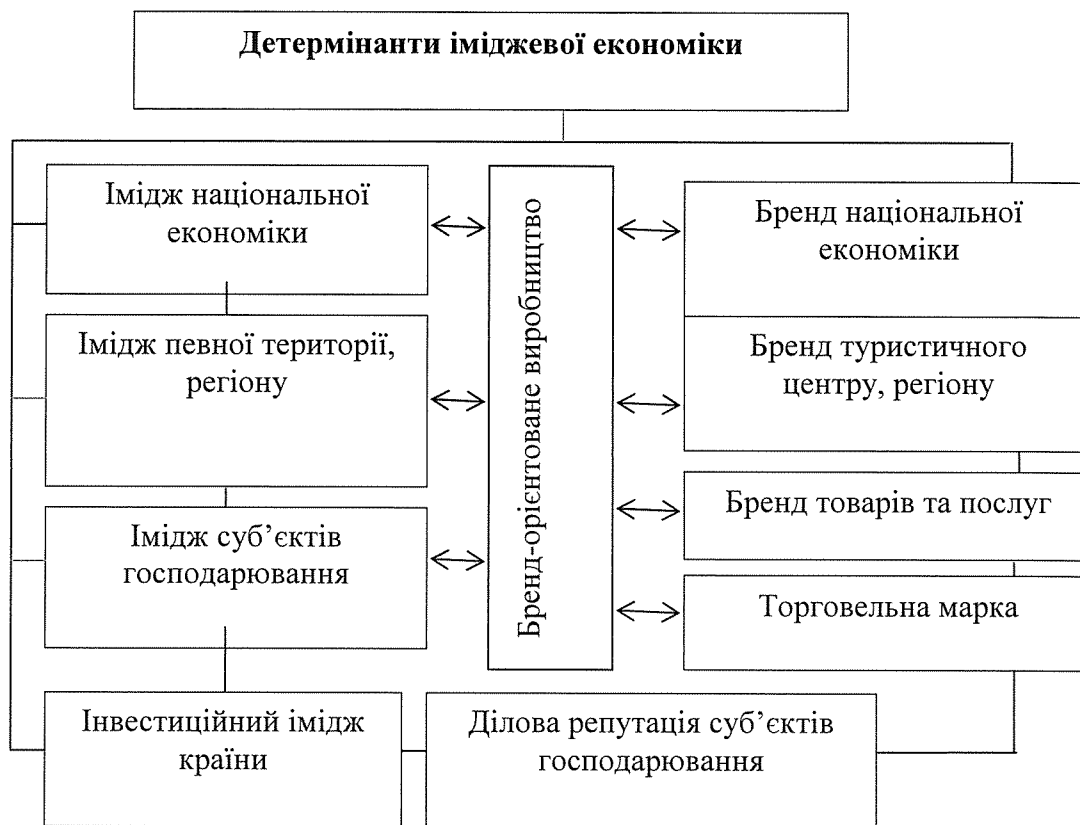 Детермінанти іміджевої економіки
Імідж національної
економіки
Імідж певної території,
регіону
Імідж суб’єктів
господарювання
Інвестиційний імідж
країни
Бренд-орієнтоване виробництво
Бренд національної
економіки
Бренд туристичного
центру, регіону
Бренд товарів та послуг
Торговельна марка
Ділова репутація суб’єктів
господарювання